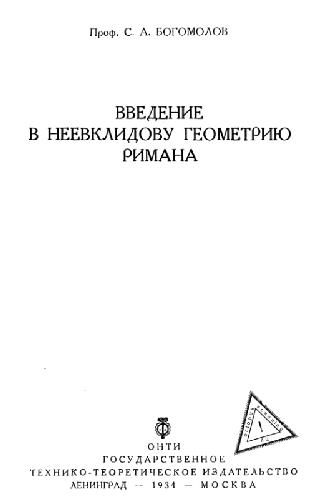 Проф. С. А. БОГОМОЛОВ
ВВЕДЕНИЕ
В НЕЕВКЛИДОВУ ГЕОМЕТРИЮ
РИМАНА
ОНТИ
ГОСУДАРСТВЕННОЕ
ТЕХНИКО-ТЕОРЕТИЧЕСКОЕ ИЗДАТЕЛЬСТВО
ЛЕНИНГРАД — 1934 — МОСКВА